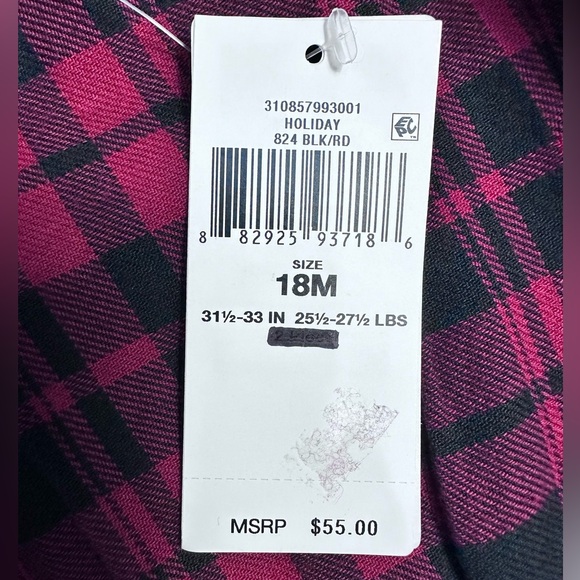 310857993001
HOLIDAY
824 BLK/RD
8 82925 93718 6
SIZE
18M
31½-33 IN 25½-27½ LBS
MSRP $55.00